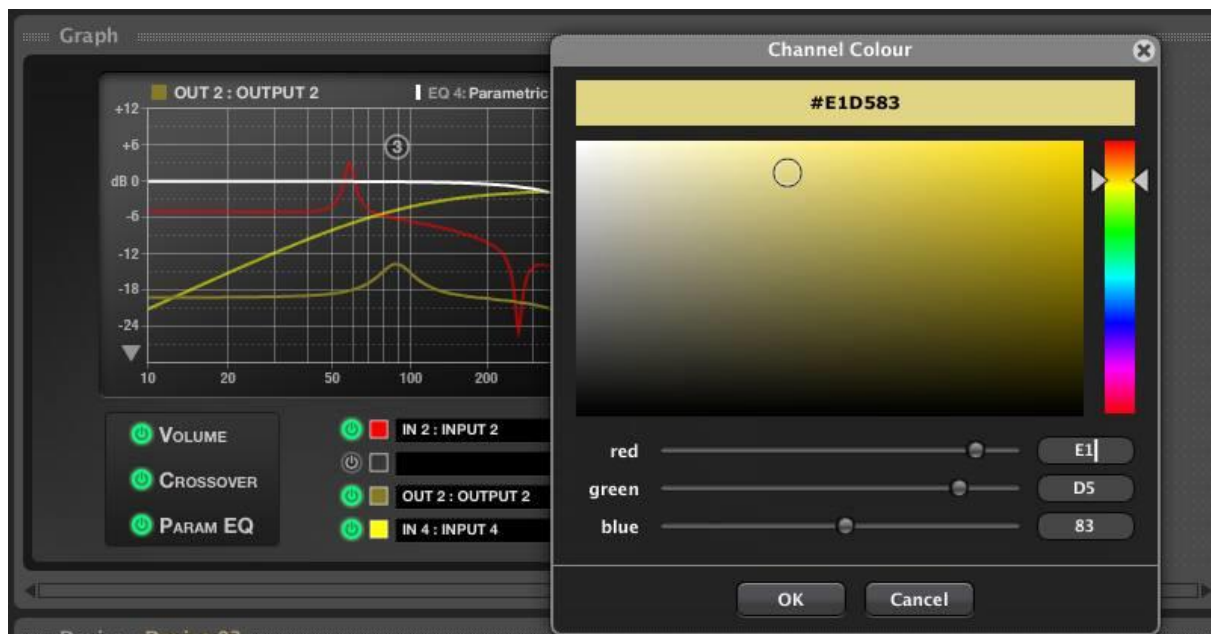 Graph
OUT 2 : OUTPUT 2
EQ 4: Parametric
+12
+6
dB 0
-6
-12
-18
-24
3
10 20 50 100 200
VOLUME
CROSSOVER
PARAM EQ
IN 2 : INPUT 2
OUT 2 : OUTPUT 2
IN 4 : INPUT 4
Channel Colour
#E1D583
red E1
green D5
blue 83
OK Cancel